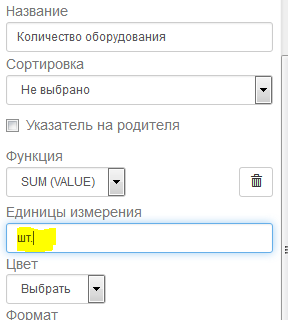 Название
Количество оборудования
Сортировка
Не выбрано
Указатель на родителя
Функция
SUM (VALUE)
Единицы измерения
шт.
Цвет
Выбрать
Формат